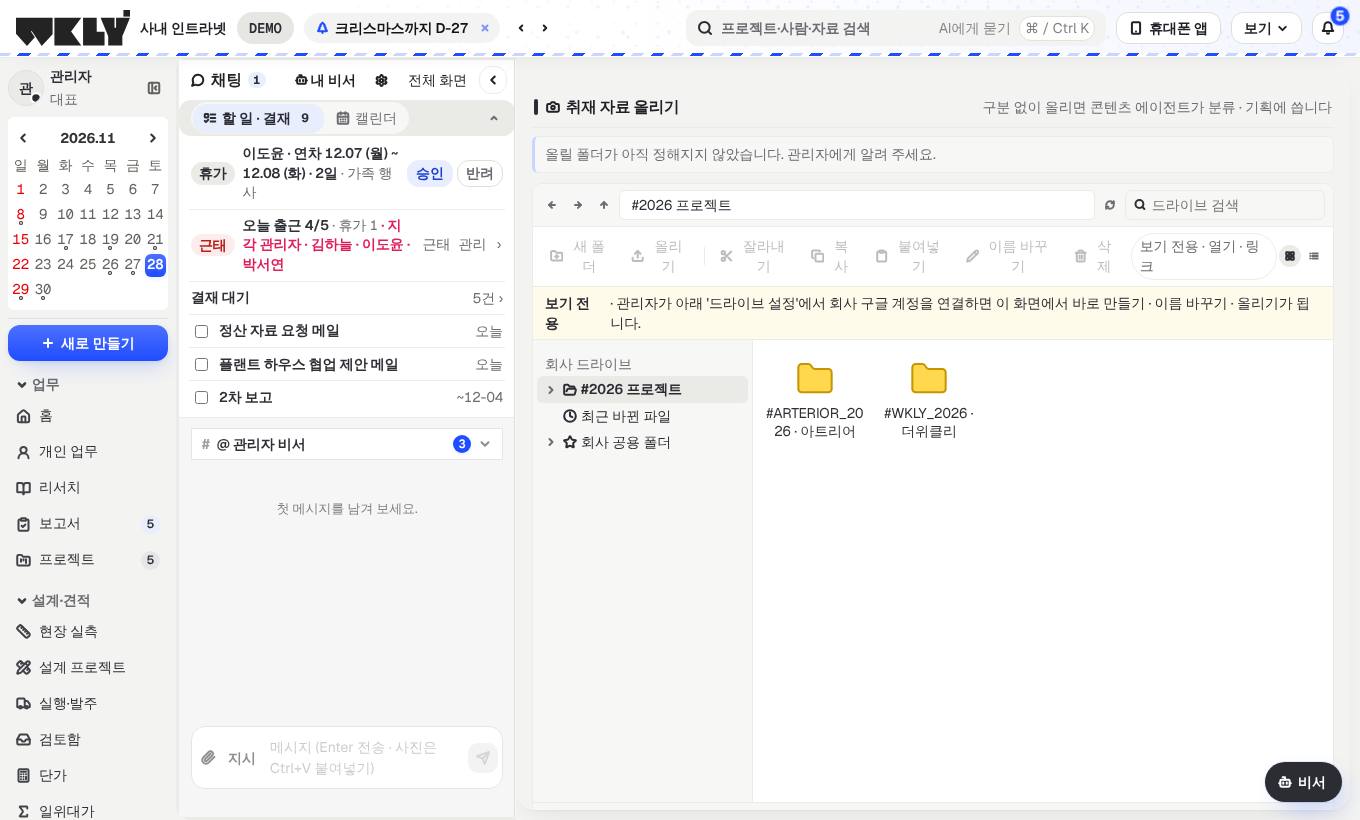 WKLY 사내 인트라넷 DEMO 크리스마스까지 D-27 × 프로젝트·사람·자료 검색 AI에게 묻기 ⌘ / Ctrl K 휴대폰 앱 보기 5
관 관리자
대표
2026.11
일 월 화 수 목 금 토
1 2 3 4 5 6 7
8 9 10 11 12 13 14
15 16 17 18 19 20 21
22 23 24 25 26 27 28
29 30
+ 새로 만들기
업무
홈
개인 업무
리서치
보고서 5
프로젝트 5
설계·견적
현장 실측
설계 프로젝트
실행·발주
검토함
단가
일위대가
채팅 1 내 비서 전체 화면
할 일 · 결재 9 캘린더
휴가 이도윤 · 연차 12.07 (월) ~
12.08 (화) · 2일 · 가족 행
사
승인 반려
근태 오늘 출근 4/5 · 휴가 1 · 지
각 관리자 · 김하늘 · 이도윤 ·
박서연
근태 관리 ›
결재 대기 5건 ›
정산 자료 요청 메일 오늘
플랜트 하우스 협업 제안 메일 오늘
2차 보고 ~12-04
# @ 관리자 비서 3
첫 메시지를 남겨 보세요.
지시 메시지 (Enter 전송 · 사진은
Ctrl+V 붙여넣기)
취재 자료 올리기 구분 없이 올리면 콘텐츠 에이전트가 분류 · 기획에 씁니다
올릴 폴더가 아직 정해지지 않았습니다. 관리자에게 알려 주세요.
#2026 프로젝트 드라이브 검색
새 폴
더
올리
기
잘라내
기
복
사
붙여넣
기
이름 바꾸
기
삭
제
보기 전용 · 열기 · 링
크
보기 전
용
· 관리자가 아래 '드라이브 설정'에서 회사 구글 계정을 연결하면 이 화면에서 바로 만들기 · 이름 바꾸기 · 올리기가 됩
니다.
회사 드라이브
#2026 프로젝트
최근 바뀐 파일
회사 공용 폴더
#ARTERIOR_20
26 · 아트리어
#WKLY_2026 ·
더위클리
비서